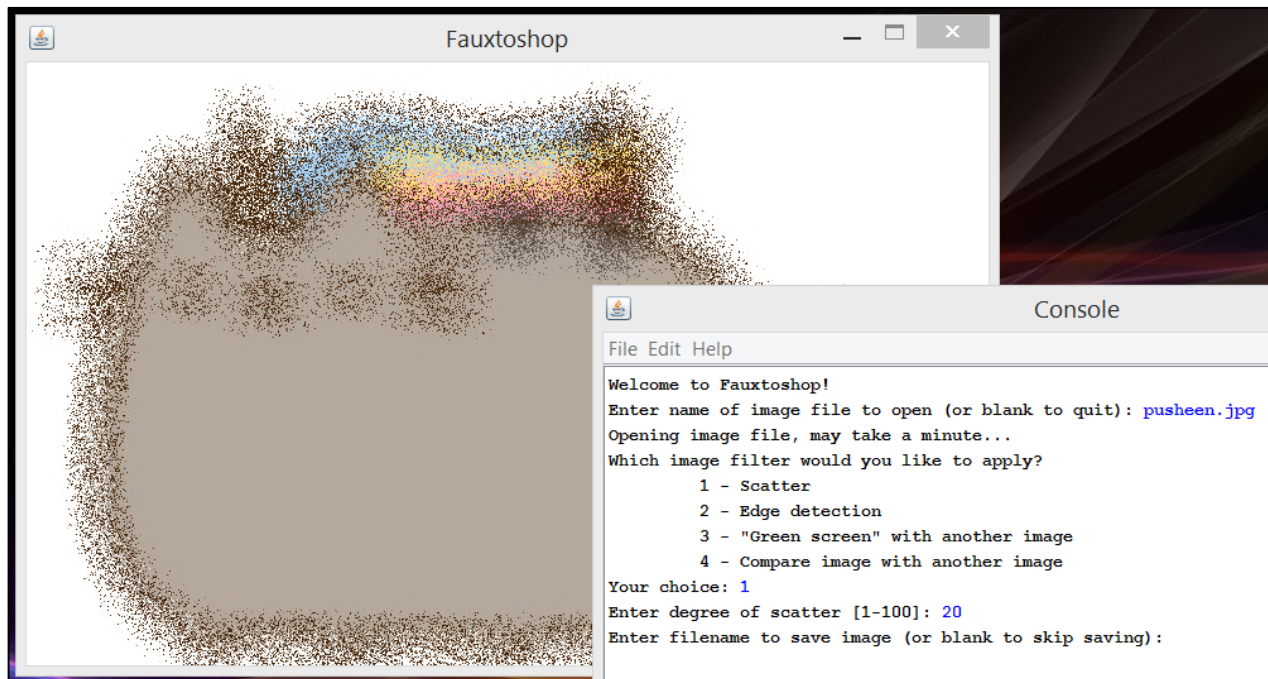 Fauxtoshop
Console
File Edit Help
Welcome to Fauxtoshop!
Enter name of image file to open (or blank to quit): pusheen.jpg
Opening image file, may take a minute...
Which image filter would you like to apply?
1 - Scatter
2 - Edge detection
3 - "Green screen" with another image
4 - Compare image with another image
Your choice: 1
Enter degree of scatter [1-100]: 20
Enter filename to save image (or blank to skip saving):